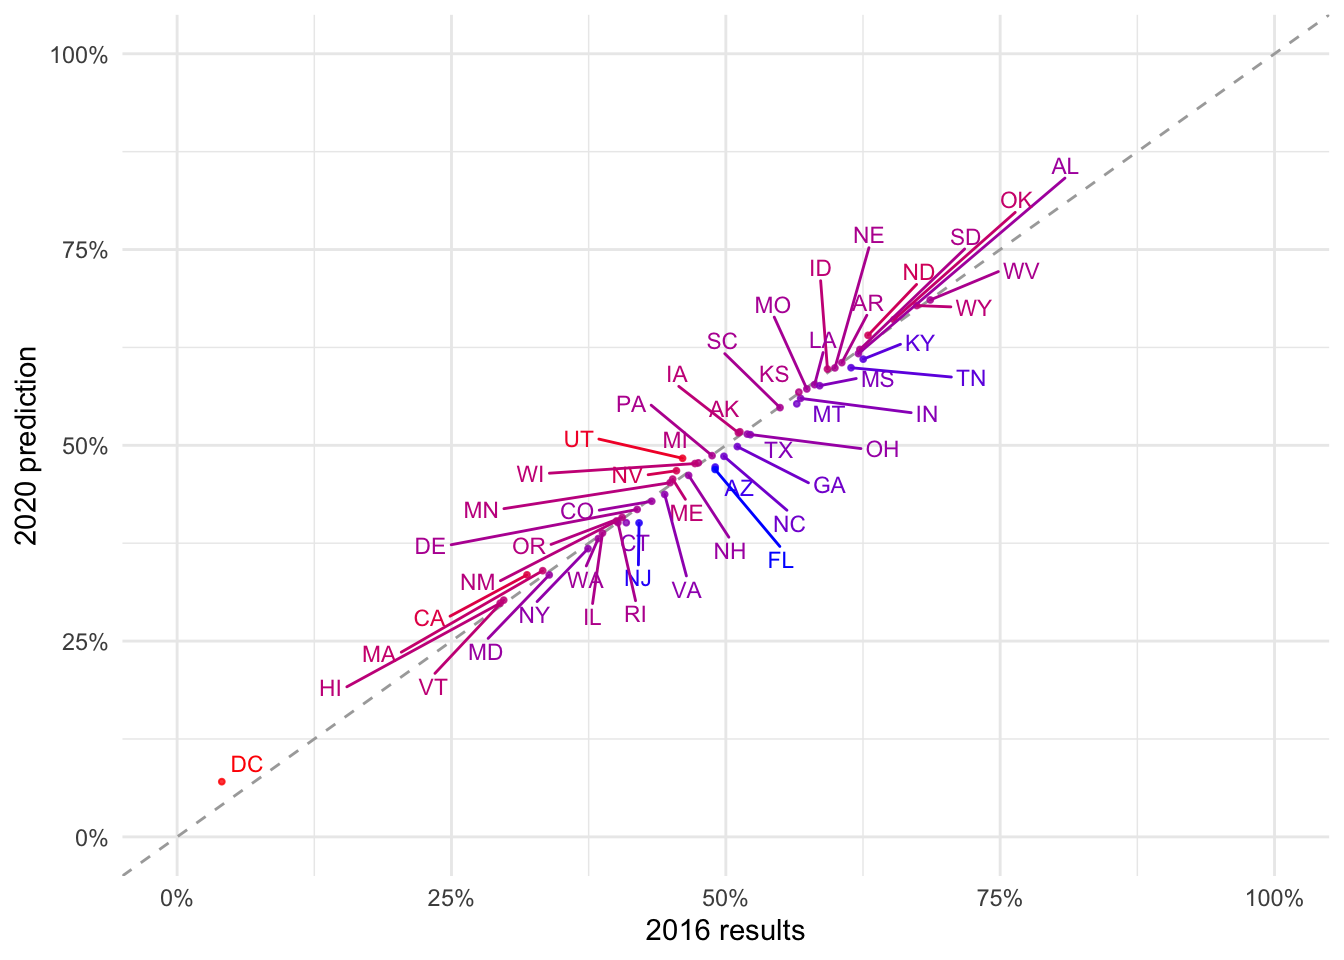 100%
75%
50%
25%
0%
2020 prediction
AL
OK
NE
SD
ID
ND
WV
MO
AR
WY
SC
LA
KY
IA
KS
MS
TN
PA
AK
MT
IN
UT
MI
TX
OH
WI
NV
AZ
GA
MN
CO
ME
NC
DE
OR
CT
NH
FL
NM
WA
NJ
VA
CA
NY
IL
RI
MA
MD
HI
VT
DC
0%
25%
50%
75%
100%
2016 results